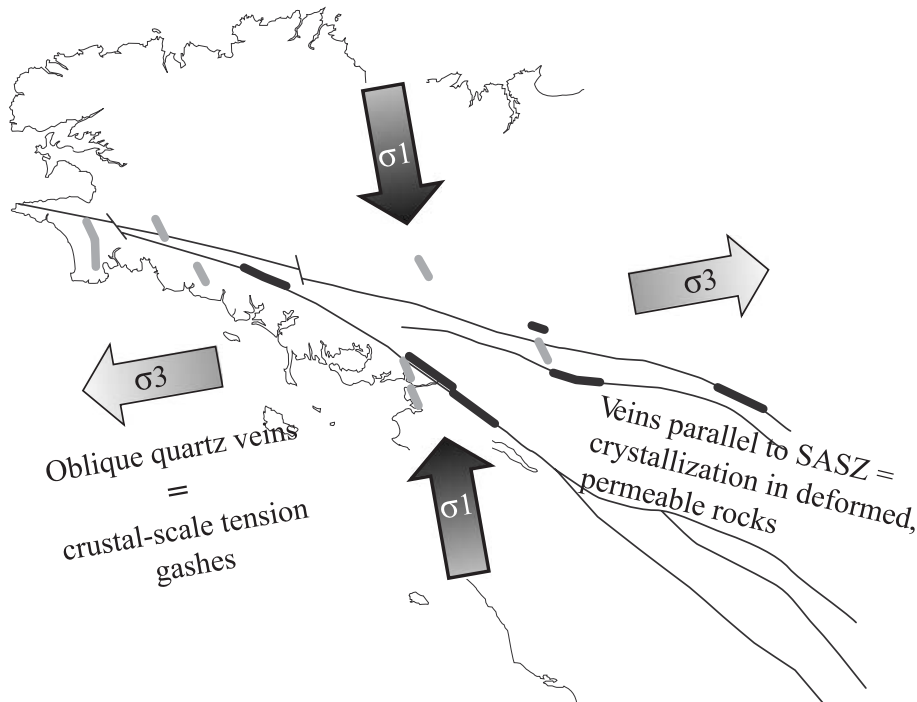 σ1
σ3
σ3
Oblique quartz veins
=
crustal-scale tension
gashes
Veins parallel to SASZ =
crystallization in deformed,
permeable rocks
σ1